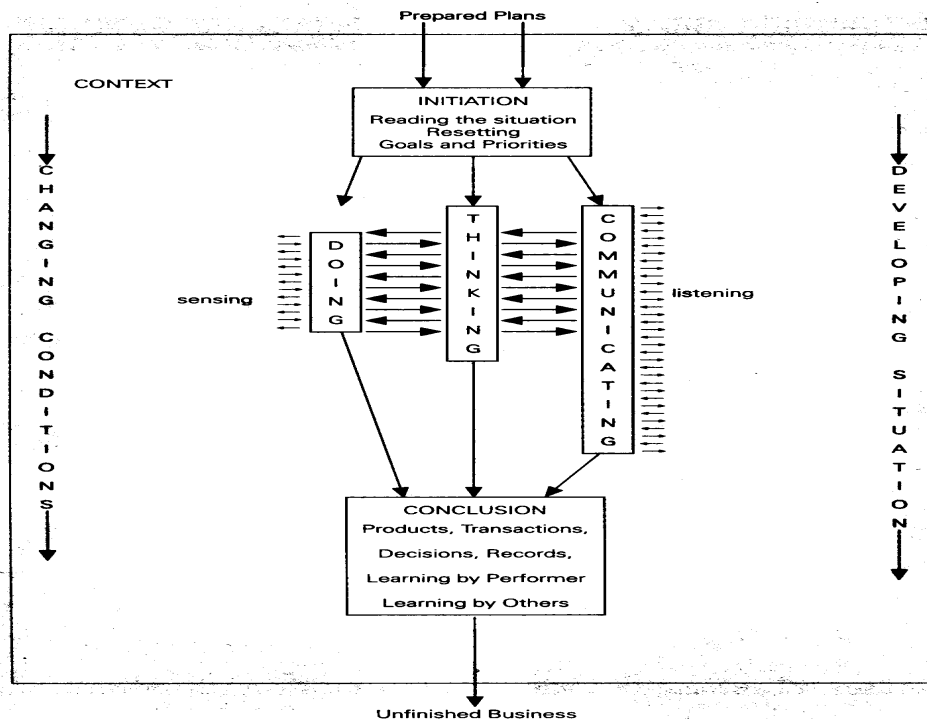 Prepared Plans
CONTEXT
INITIATION
Reading the situation
Resetting
Goals and Priorities
CHANGING CONDITIONS
DEVELOPING SITUATION
DOING
THINKING
COMMUNICATING
sensing
listening
CONCLUSION
Products, Transactions,
Decisions, Records,
Learning by Performer
Learning by Others
Unfinished Business